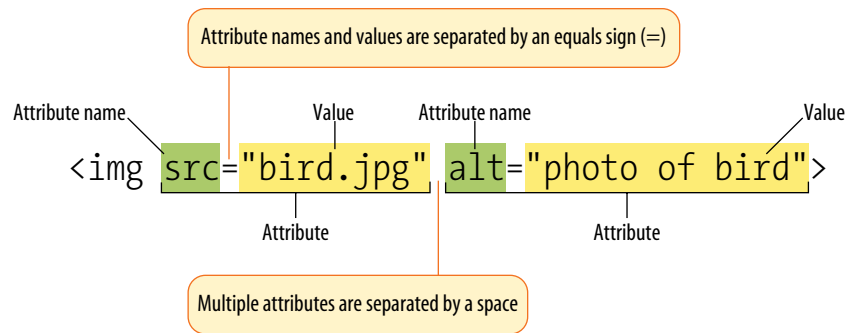 Attribute names and values are separated by an equals sign (=)
Attribute name Value Attribute name Value
<img src="bird.jpg" alt="photo of bird">
Attribute Attribute
Multiple attributes are separated by a space